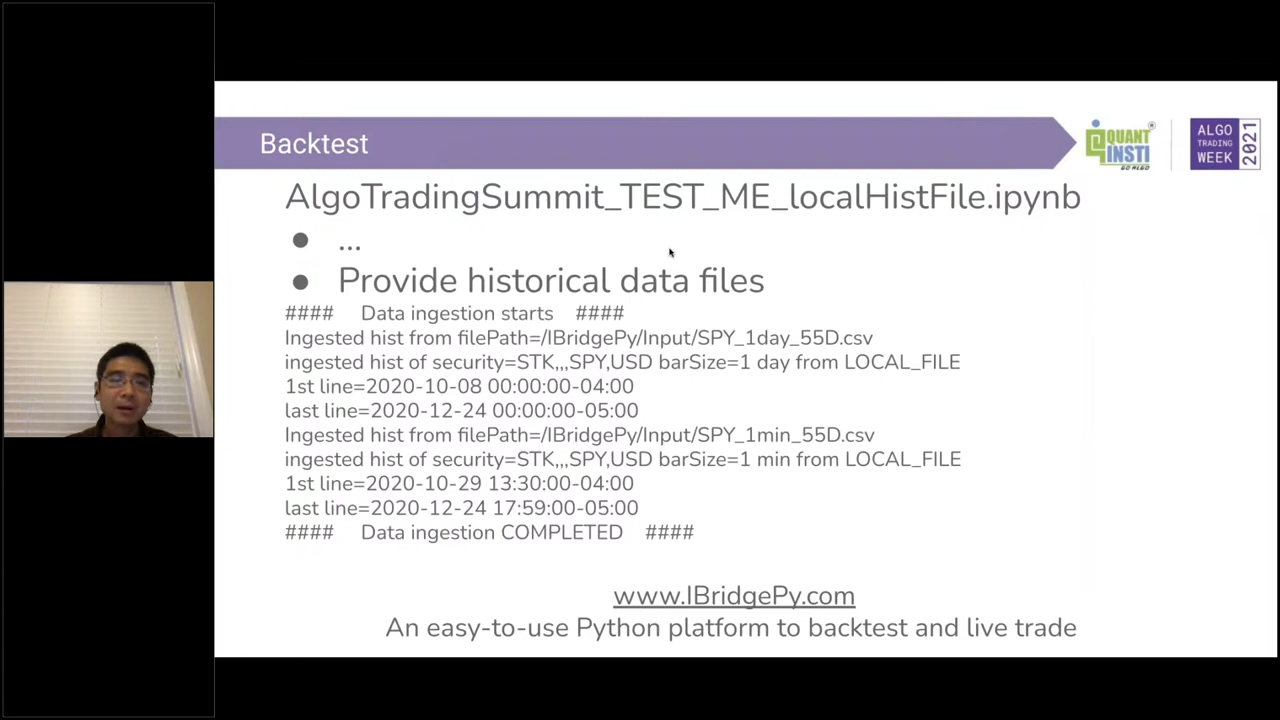 Backtest
QUANT
INSTI
GO ALGO
ALGO
TRADING
WEEK
2021
AlgoTradingSummit_TEST_ME_localHistFile.ipynb
● ...
● Provide historical data files
#### Data ingestion starts ####
Ingested hist from filePath=/IBridgePy/Input/SPY_1day_55D.csv
ingested hist of security=STK,,,SPY,USD barSize=1 day from LOCAL_FILE
1st line=2020-10-08 00:00:00-04:00
last line=2020-12-24 00:00:00-05:00
Ingested hist from filePath=/IBridgePy/Input/SPY_1min_55D.csv
ingested hist of security=STK,,,SPY,USD barSize=1 min from LOCAL_FILE
1st line=2020-10-29 13:30:00-04:00
last line=2020-12-24 17:59:00-05:00
#### Data ingestion COMPLETED ####
www.IBridgePy.com
An easy-to-use Python platform to backtest and live trade